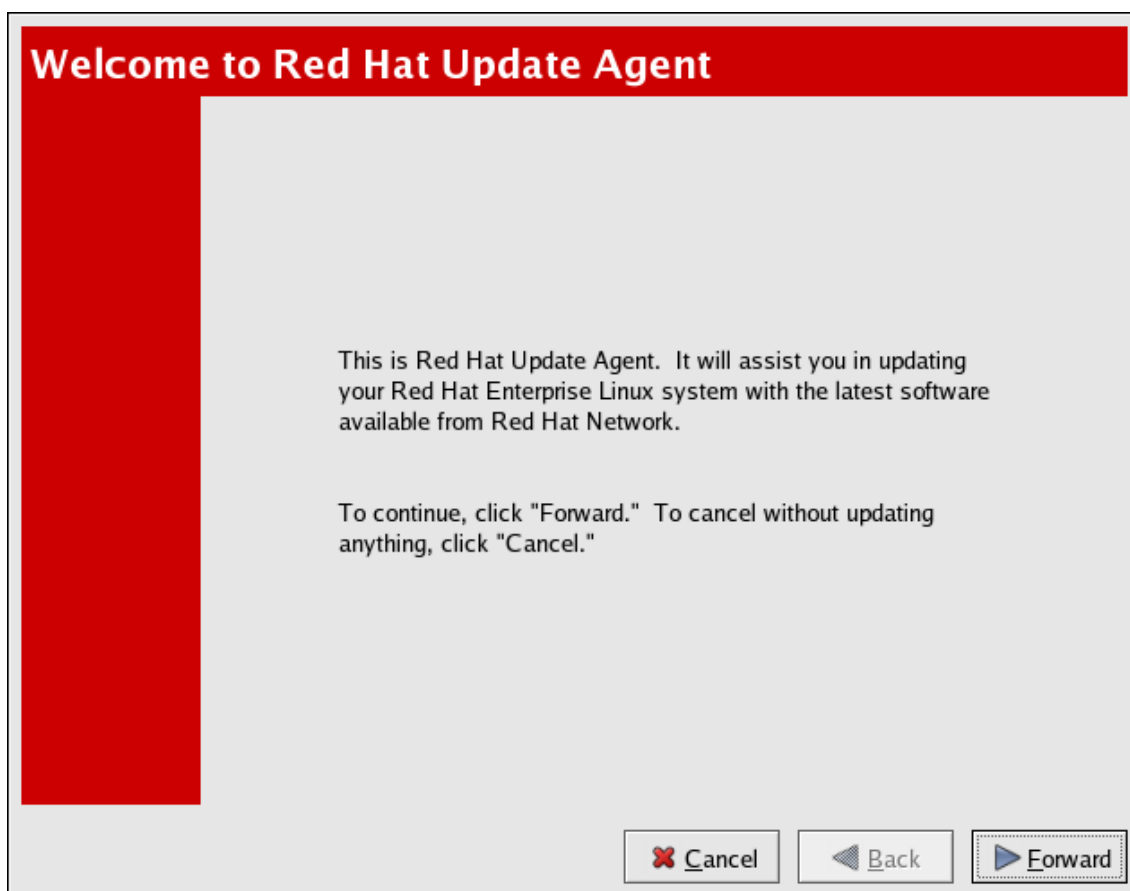 Welcome to Red Hat Update Agent
This is Red Hat Update Agent.  It will assist you in updating
your Red Hat Enterprise Linux system with the latest software
available from Red Hat Network.
To continue, click "Forward."  To cancel without updating
anything, click "Cancel."
Cancel
Back
Forward